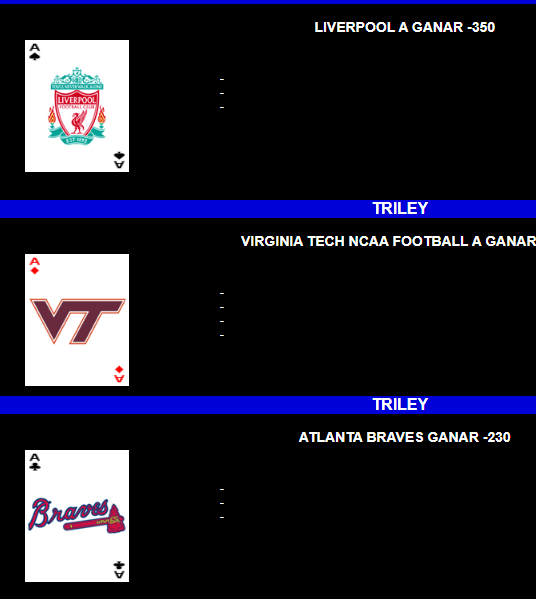 LIVERPOOL A GANAR -350
A
YOU'LL NEVER WALK ALONE
LIVERPOOL
FOOTBALL CLUB
EST 1892
A
-
-
-
TRILEY
VIRGINIA TECH NCAA FOOTBALL A GANAR
A
VT
A
-
-
-
-
TRILEY
ATLANTA BRAVES GANAR -230
A
Braves
A
-
-
-